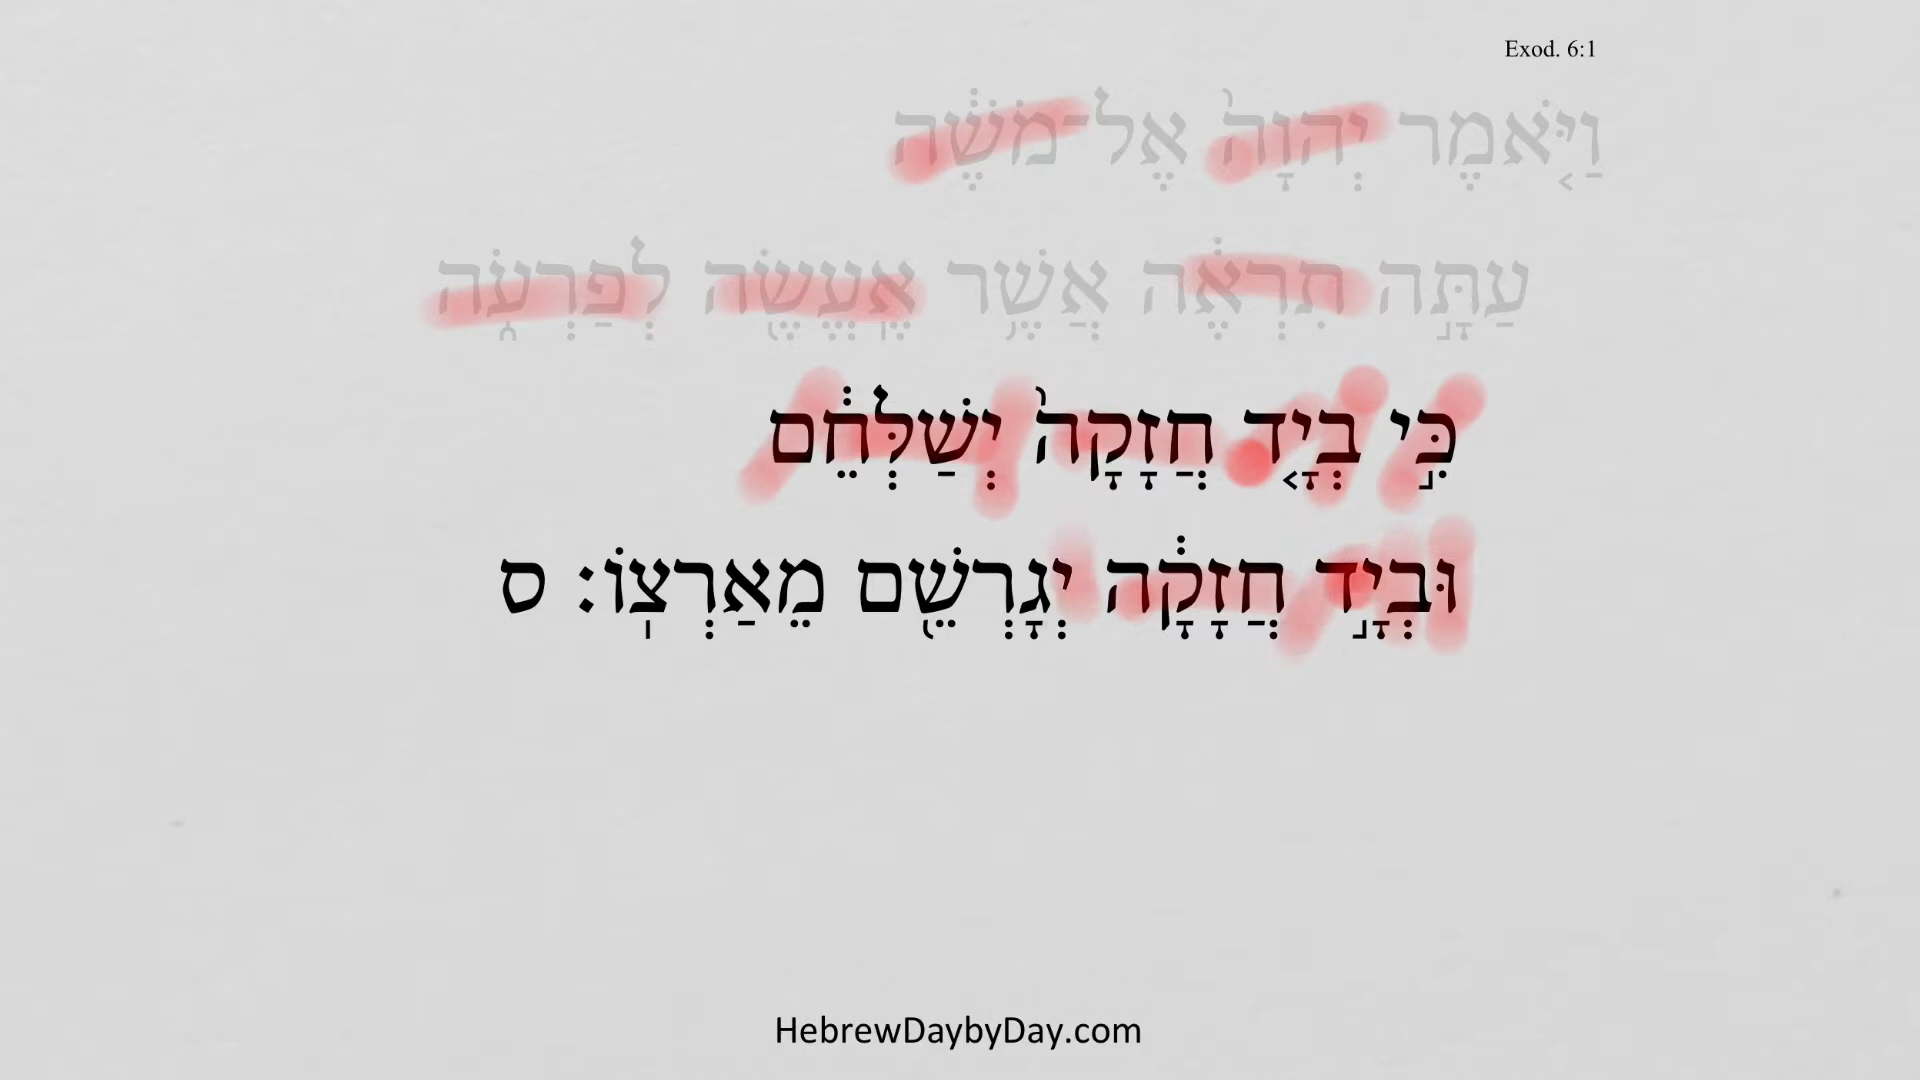 Exod. 6:1
וַיֹּ֤אמֶר יְהוָה֙ אֶל־מֹשֶׁ֔ה
עַתָּ֣ה תִרְאֶ֔ה אֲשֶׁ֥ר אֶֽעֱשֶׂ֖ה לְפַרְעֹ֑ה
כִּ֣י בְיָ֤ד חֲזָקָה֙ יְשַׁלְּחֵ֔ם
וּבְיָ֣ד חֲזָקָ֔ה יְגָרְשֵׁ֖ם מֵאַרְצֽוֹ׃ ס
HebrewDaybyDay.com